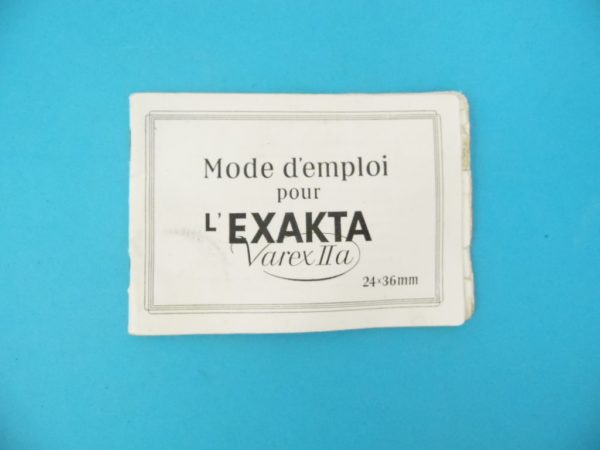 Mode d'emploi
pour
L'EXAKTA
Varex IIa
24×36mm